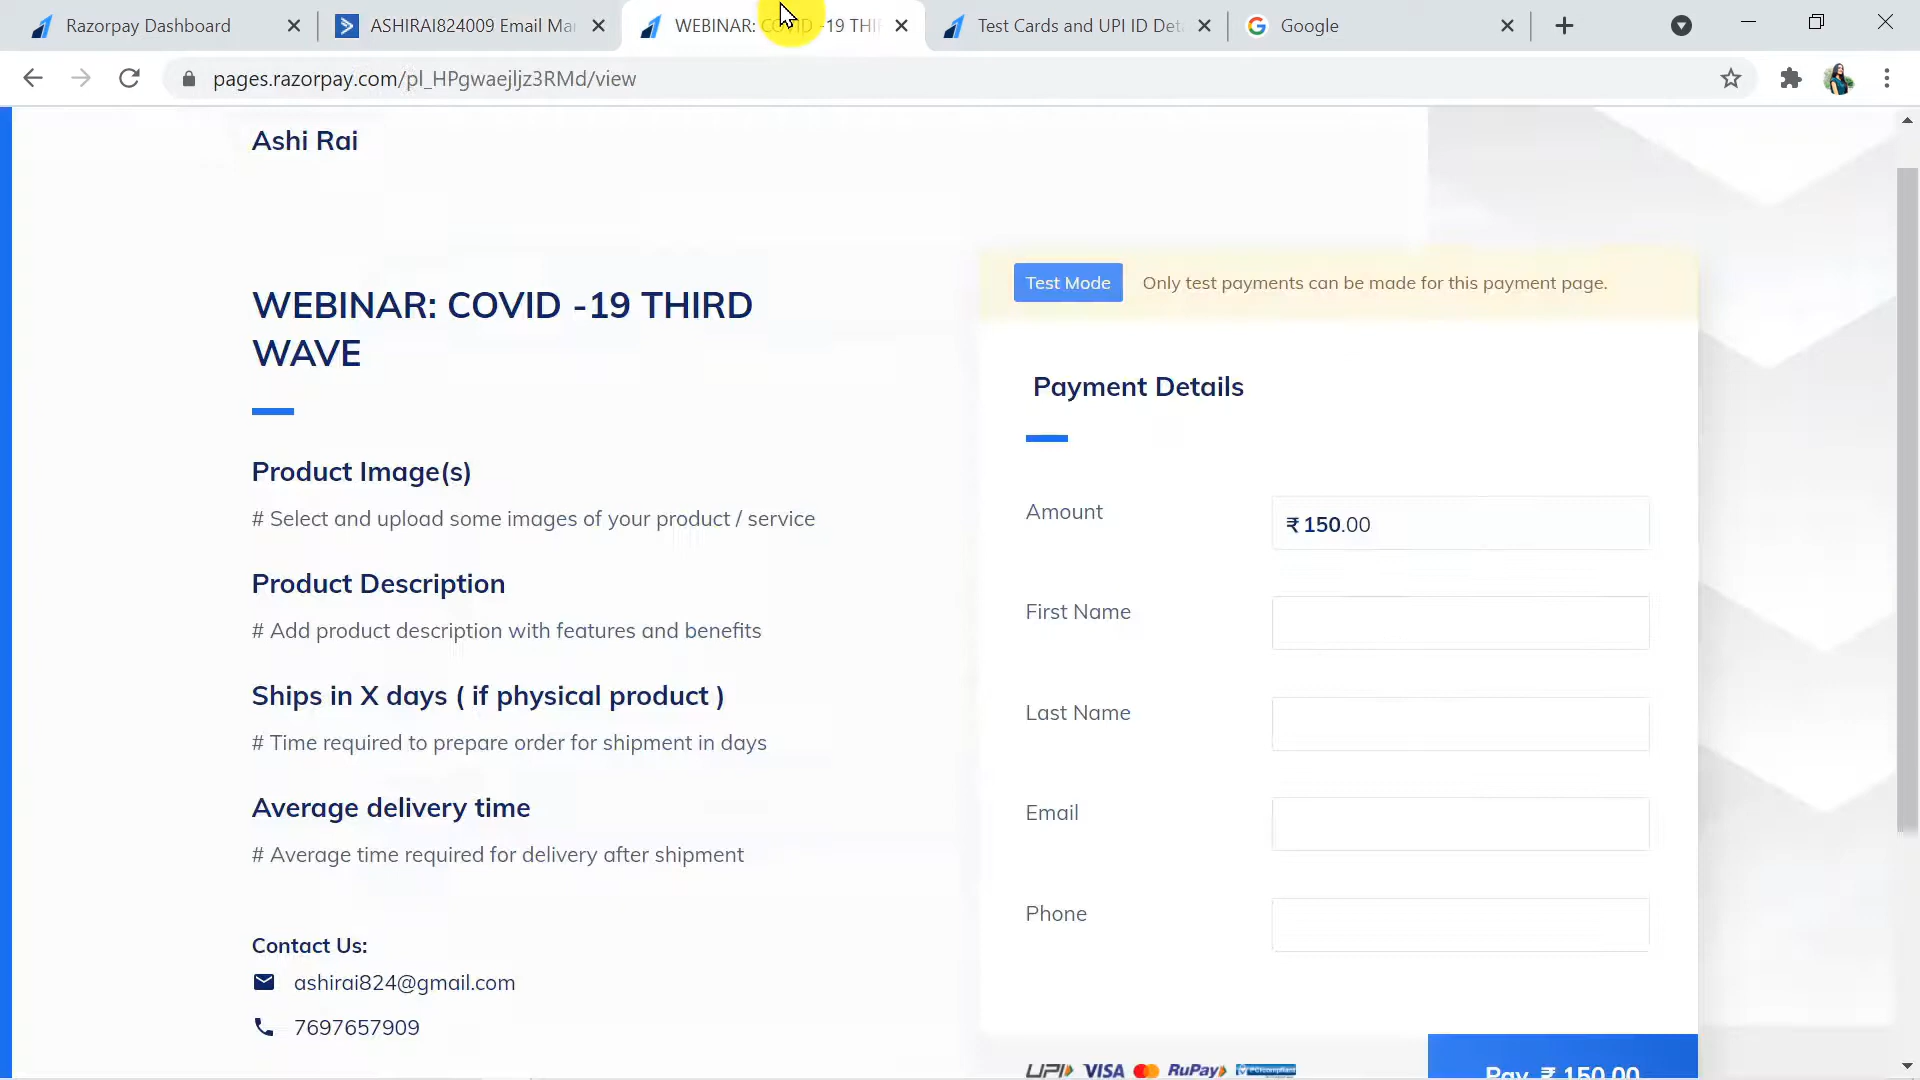 Razorpay Dashboard
ASHIRAI824009 Email Ma
WEBINAR: COVID -19 THI
Test Cards and UPI ID Det
Google
pages.razorpay.com/pl_HPgwaejljz3RMd/view
Ashi Rai
WEBINAR: COVID -19 THIRD
WAVE
Product Image(s)
# Select and upload some images of your product / service
Product Description
# Add product description with features and benefits
Ships in X days ( if physical product )
# Time required to prepare order for shipment in days
Average delivery time
# Average time required for delivery after shipment
Contact Us:
ashirai824@gmail.com
7697657909
Test Mode Only test payments can be made for this payment page.
Payment Details
Amount
₹ 150.00
First Name
Last Name
Email
Phone
UPI VISA RuPay
Pay ₹ 150.00